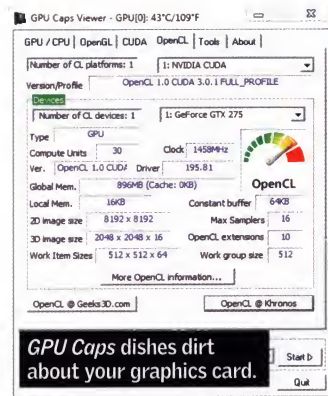 GPU Caps Viewer - GPU[0]: 43°C/109°F
GPU / CPU | OpenGL | CUDA | OpenCL | Tools | About
Number of CL platforms: 1
1: NVIDIA CUDA
Version/Profile
OpenCL 1.0 CUDA 3.0.1 FULL_PROFILE
Devices
Number of CL devices: 1
1: GeForce GTX 275
Type
GPU
Compute Units
30
Clock
1458MHz
Ver.
OpenCL 1.0 CUDA
Driver
195.81
Global Mem.
896MB (Cache: 0KB)
OpenCL
Local Mem.
16KB
Constant buffer
64KB
2D image size
8192 x 8192
Max Samplers
16
3D image size
2048 x 2048 x 16
OpenCL extensions
10
Work Item Sizes
512 x 512 x 64
Work group size
512
More OpenCL information...
OpenCL @ Geeks3D.com
OpenCL @ Khronos
GPU Caps dishes dirt
about your graphics card.
Start
Quit